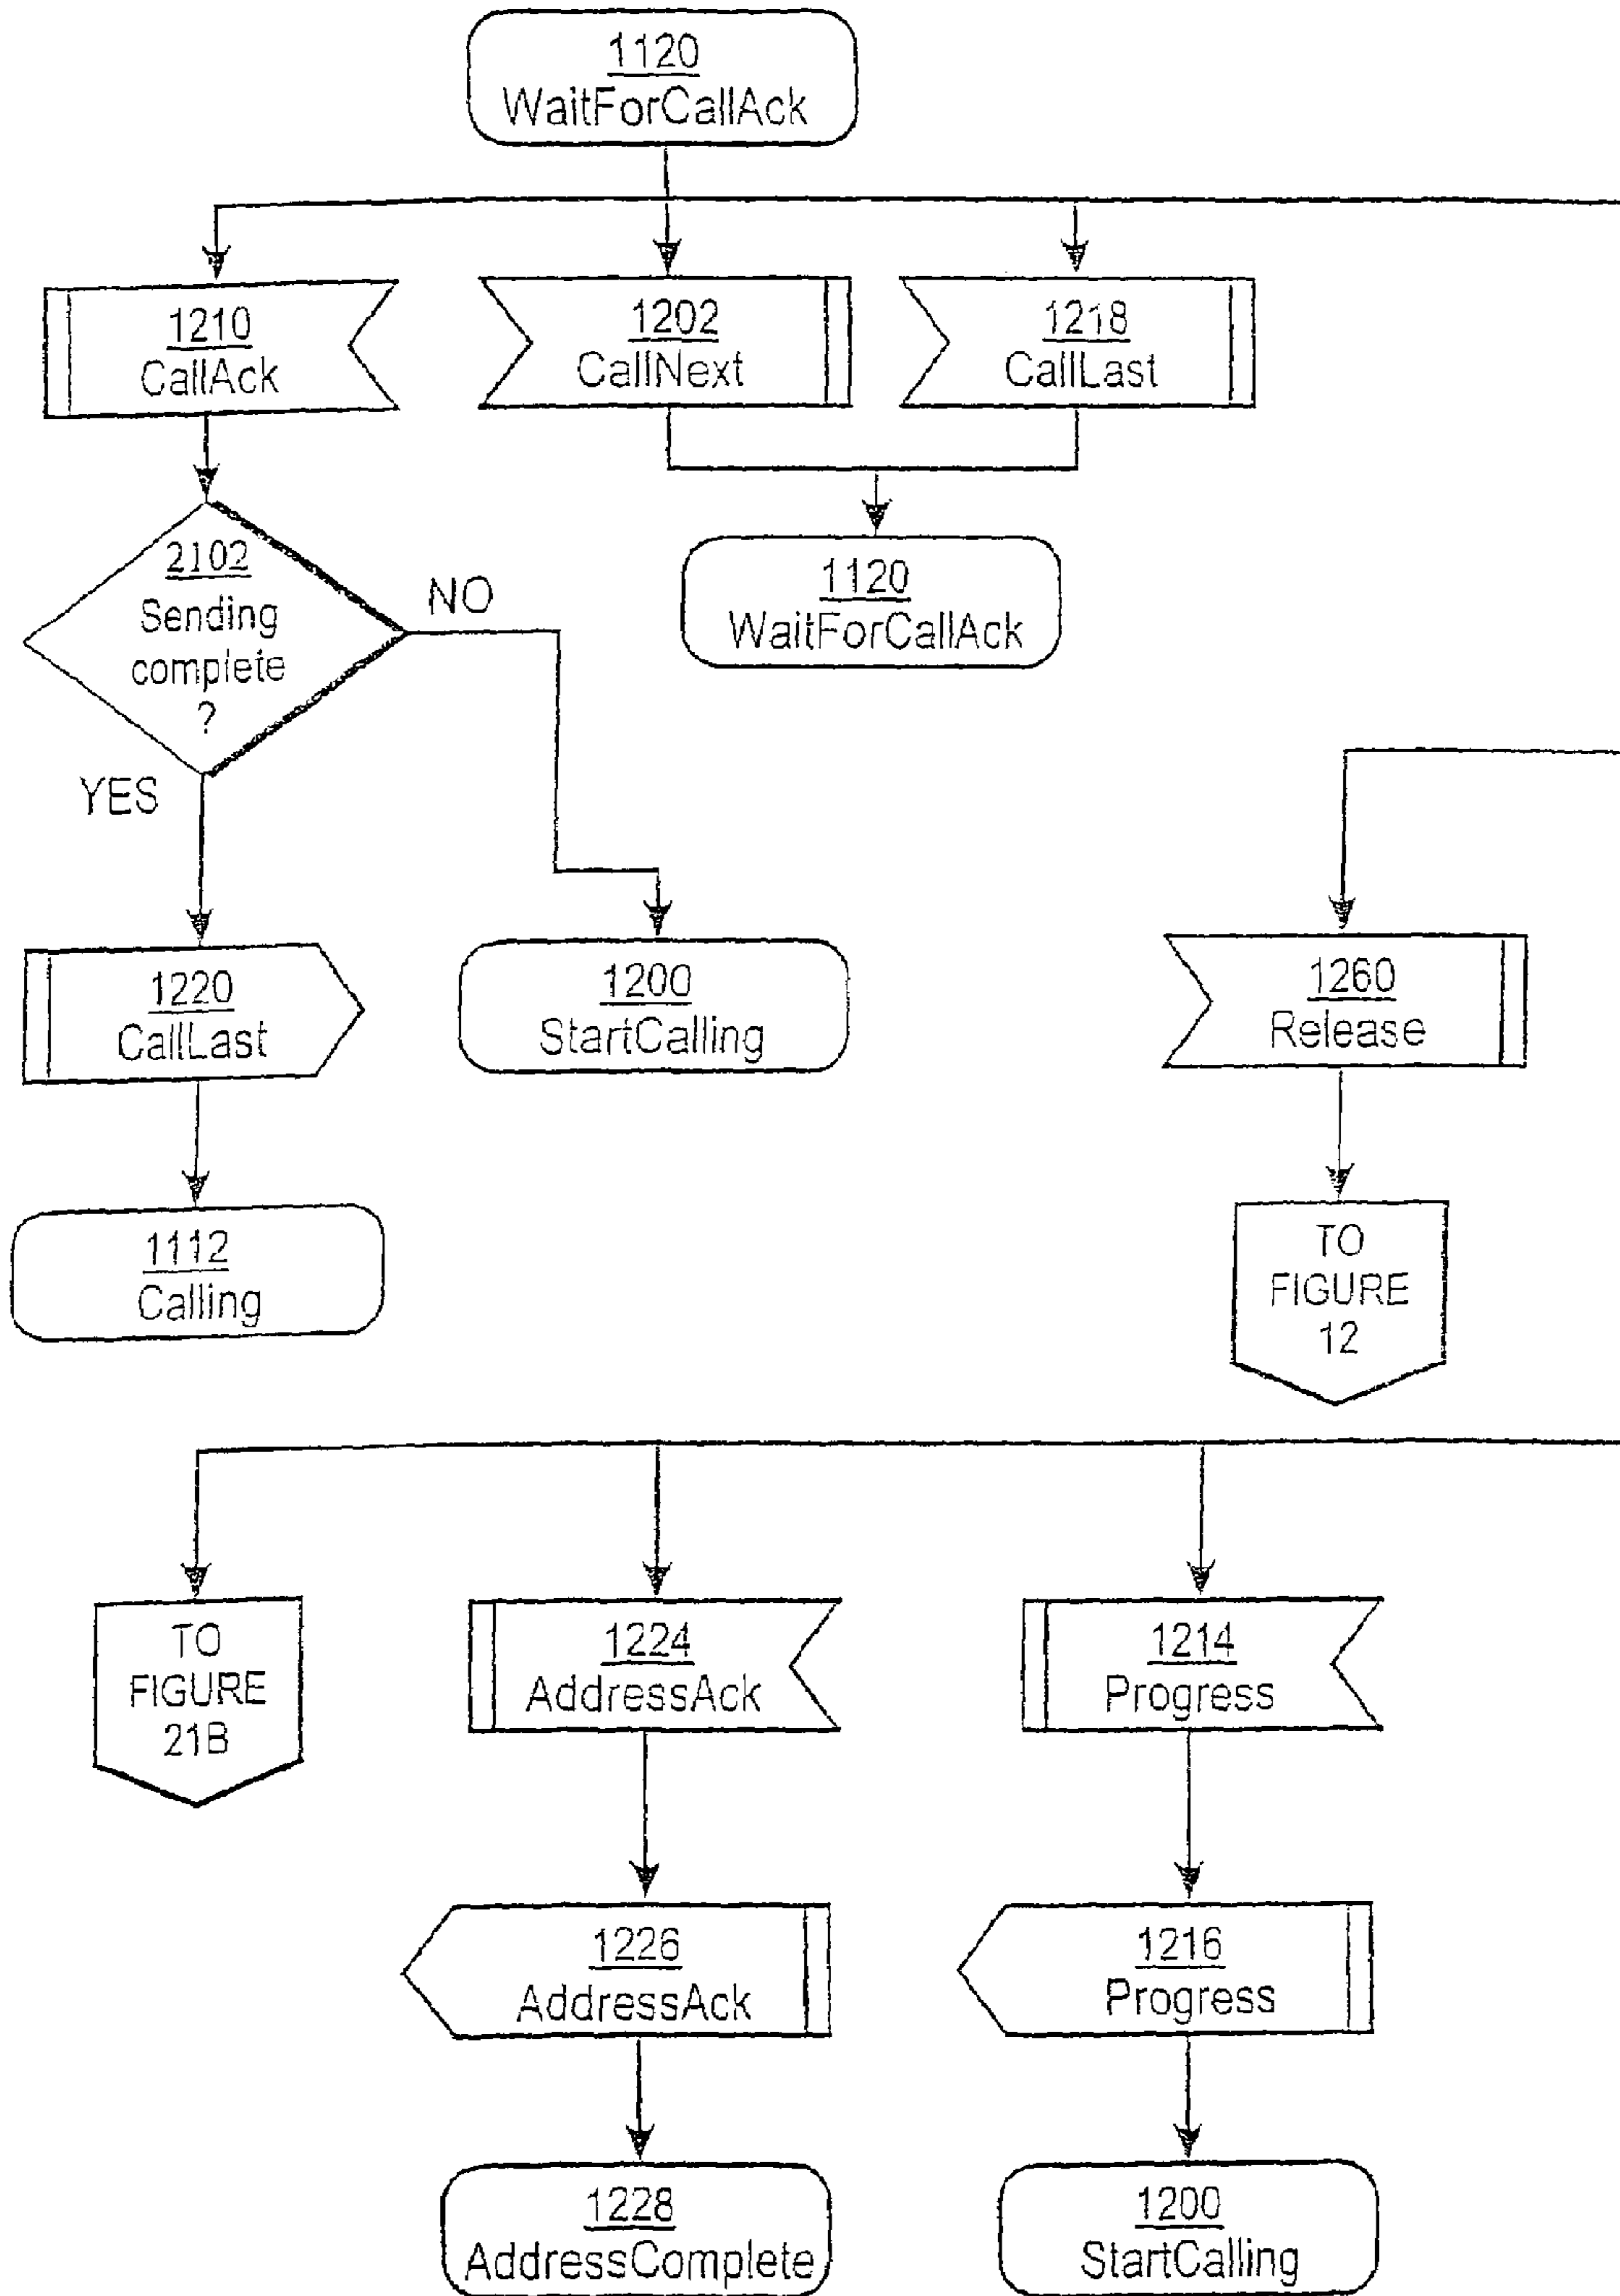 1120
WaitForCallAck
1210
CallAck
1202
CallNext
1218
CallLast
2102
Sending
complete
?
NO
YES
1120
WaitForCallAck
1220
CallLast
1200
StartCalling
1260
Release
1112
Calling
TO
FIGURE
12
TO
FIGURE
21B
1224
AddressAck
1214
Progress
1226
AddressAck
1216
Progress
1228
AddressComplete
1200
StartCalling